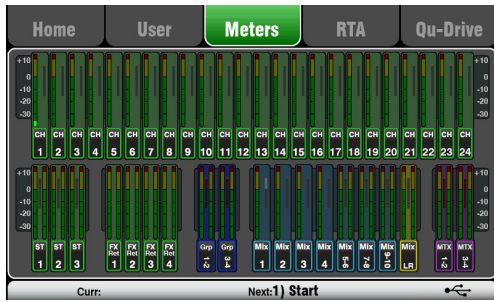 Home User Meters RTA Qu-Drive
+10
0
-10
-20
-30
CH CH CH CH CH CH CH CH CH CH CH CH CH CH CH CH CH CH CH CH CH CH CH CH
1 2 3 4 5 6 7 8 9 10 11 12 13 14 15 16 17 18 19 20 21 22 23 24
+10 +10
0 0
-10 -10
-20 -20
-30 -30
ST ST ST FX Ret FX Ret FX Ret FX Ret Grp Grp Mix Mix Mix Mix Mix Mix Mix Mix MTX MTX
1 2 3 1 2 3 4 1-2 3-4 1 2 3 4 5-6 7-8 9-10 LR 1-2 3-4
Curr: Next:1) Start